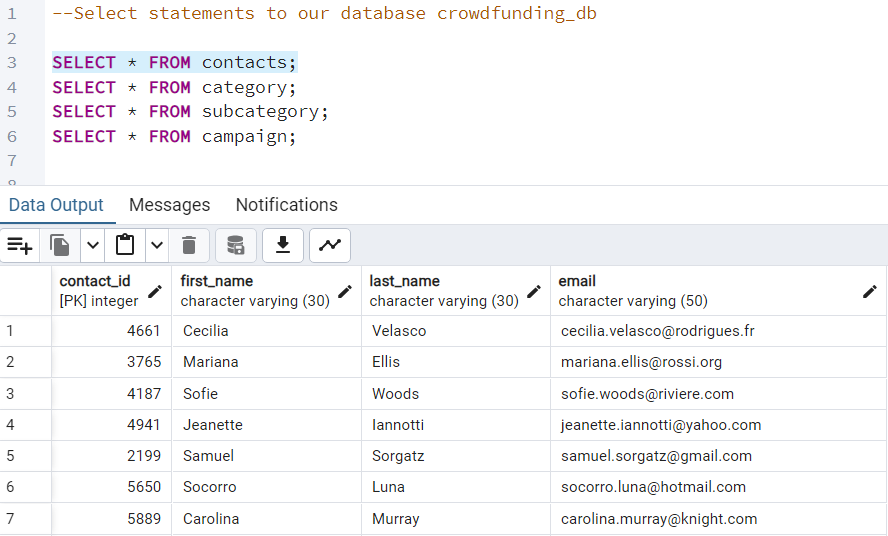 1 --Select statements to our database crowdfunding_db
2
3 SELECT * FROM contacts;
4 SELECT * FROM category;
5 SELECT * FROM subcategory;
6 SELECT * FROM campaign;
7
8
Data Output Messages Notifications
contact_id first_name last_name email
[PK] integer character varying (30) character varying (30) character varying (50)
1 4661 Cecilia Velasco cecilia.velasco@rodrigues.fr
2 3765 Mariana Ellis mariana.ellis@rossi.org
3 4187 Sofie Woods sofie.woods@riviere.com
4 4941 Jeanette Iannotti jeanette.iannotti@yahoo.com
5 2199 Samuel Sorgatz samuel.sorgatz@gmail.com
6 5650 Socorro Luna socorro.luna@hotmail.com
7 5889 Carolina Murray carolina.murray@knight.com